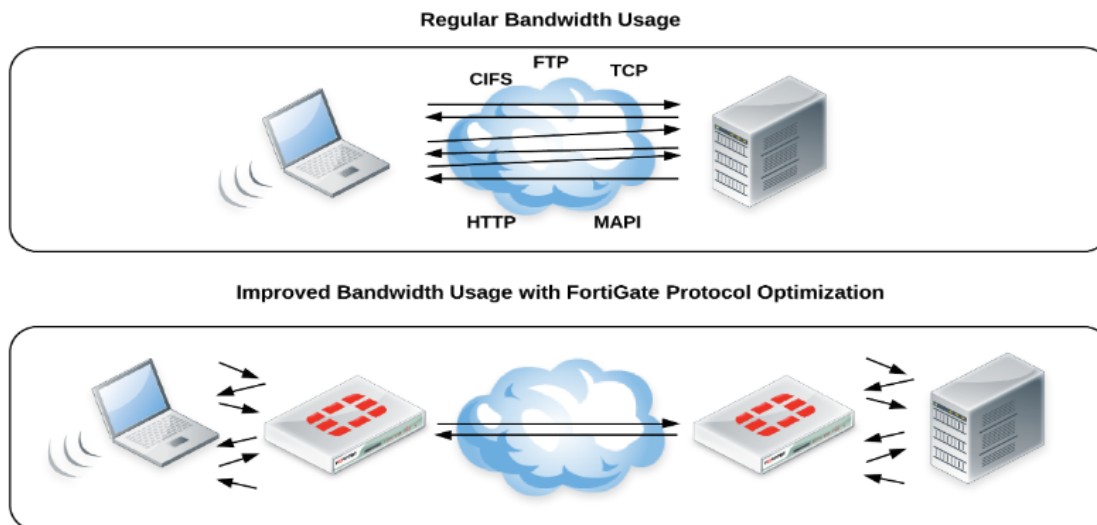 Regular Bandwidth Usage
FTP
CIFS
TCP
HTTP
MAPI
Improved Bandwidth Usage with FortiGate Protocol Optimization